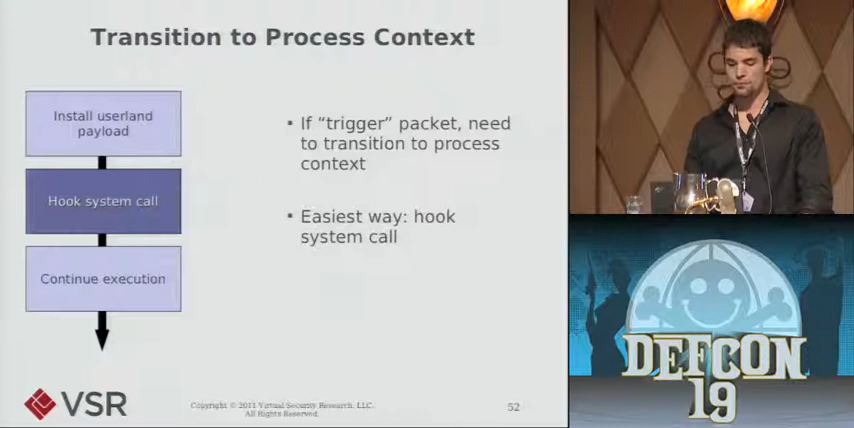 Transition to Process Context
Install userland
payload
Hook system call
Continue execution
▪ If “trigger” packet, need
to transition to process
context
▪ Easiest way: hook
system call
VSR
Copyright © 2011 Virtual Security Research, LLC.
All Rights Reserved.
52
DEFCON
19